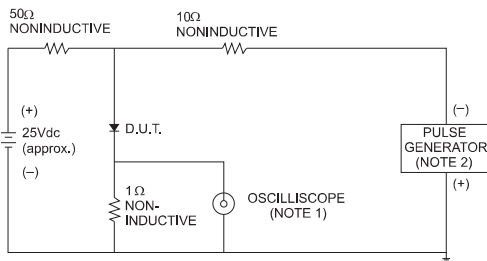 50Ω
NONINDUCTIVE
10Ω
NONINDUCTIVE
(+)
25Vdc
(approx.)
(–)
D.U.T.
1Ω
NON-
INDUCTIVE
OSCILLISCOPE
(NOTE 1)
(–)
PULSE
GENERATOR
(NOTE 2)
(+)